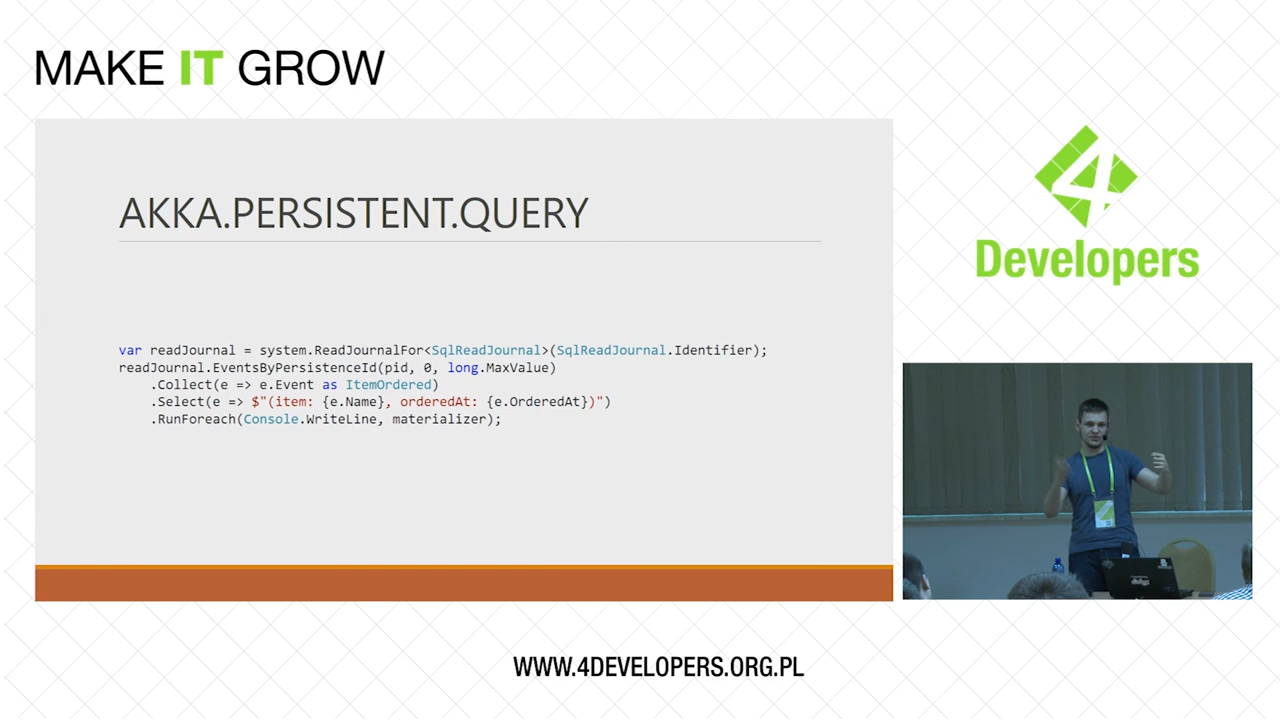 MAKE IT GROW
AKKA.PERSISTENT.QUERY
var readJournal = system.ReadJournalFor<SqlReadJournal>(SqlReadJournal.Identifier);
readJournal.EventsByPersistenceId(pid, 0, long.MaxValue)
    .Collect(e => e.Event as ItemOrdered)
    .Select(e => $"(item: {e.Name}, orderedAt: {e.OrderedAt})")
    .RunForeach(Console.WriteLine, materializer);
4
Developers
WWW.4DEVELOPERS.ORG.PL